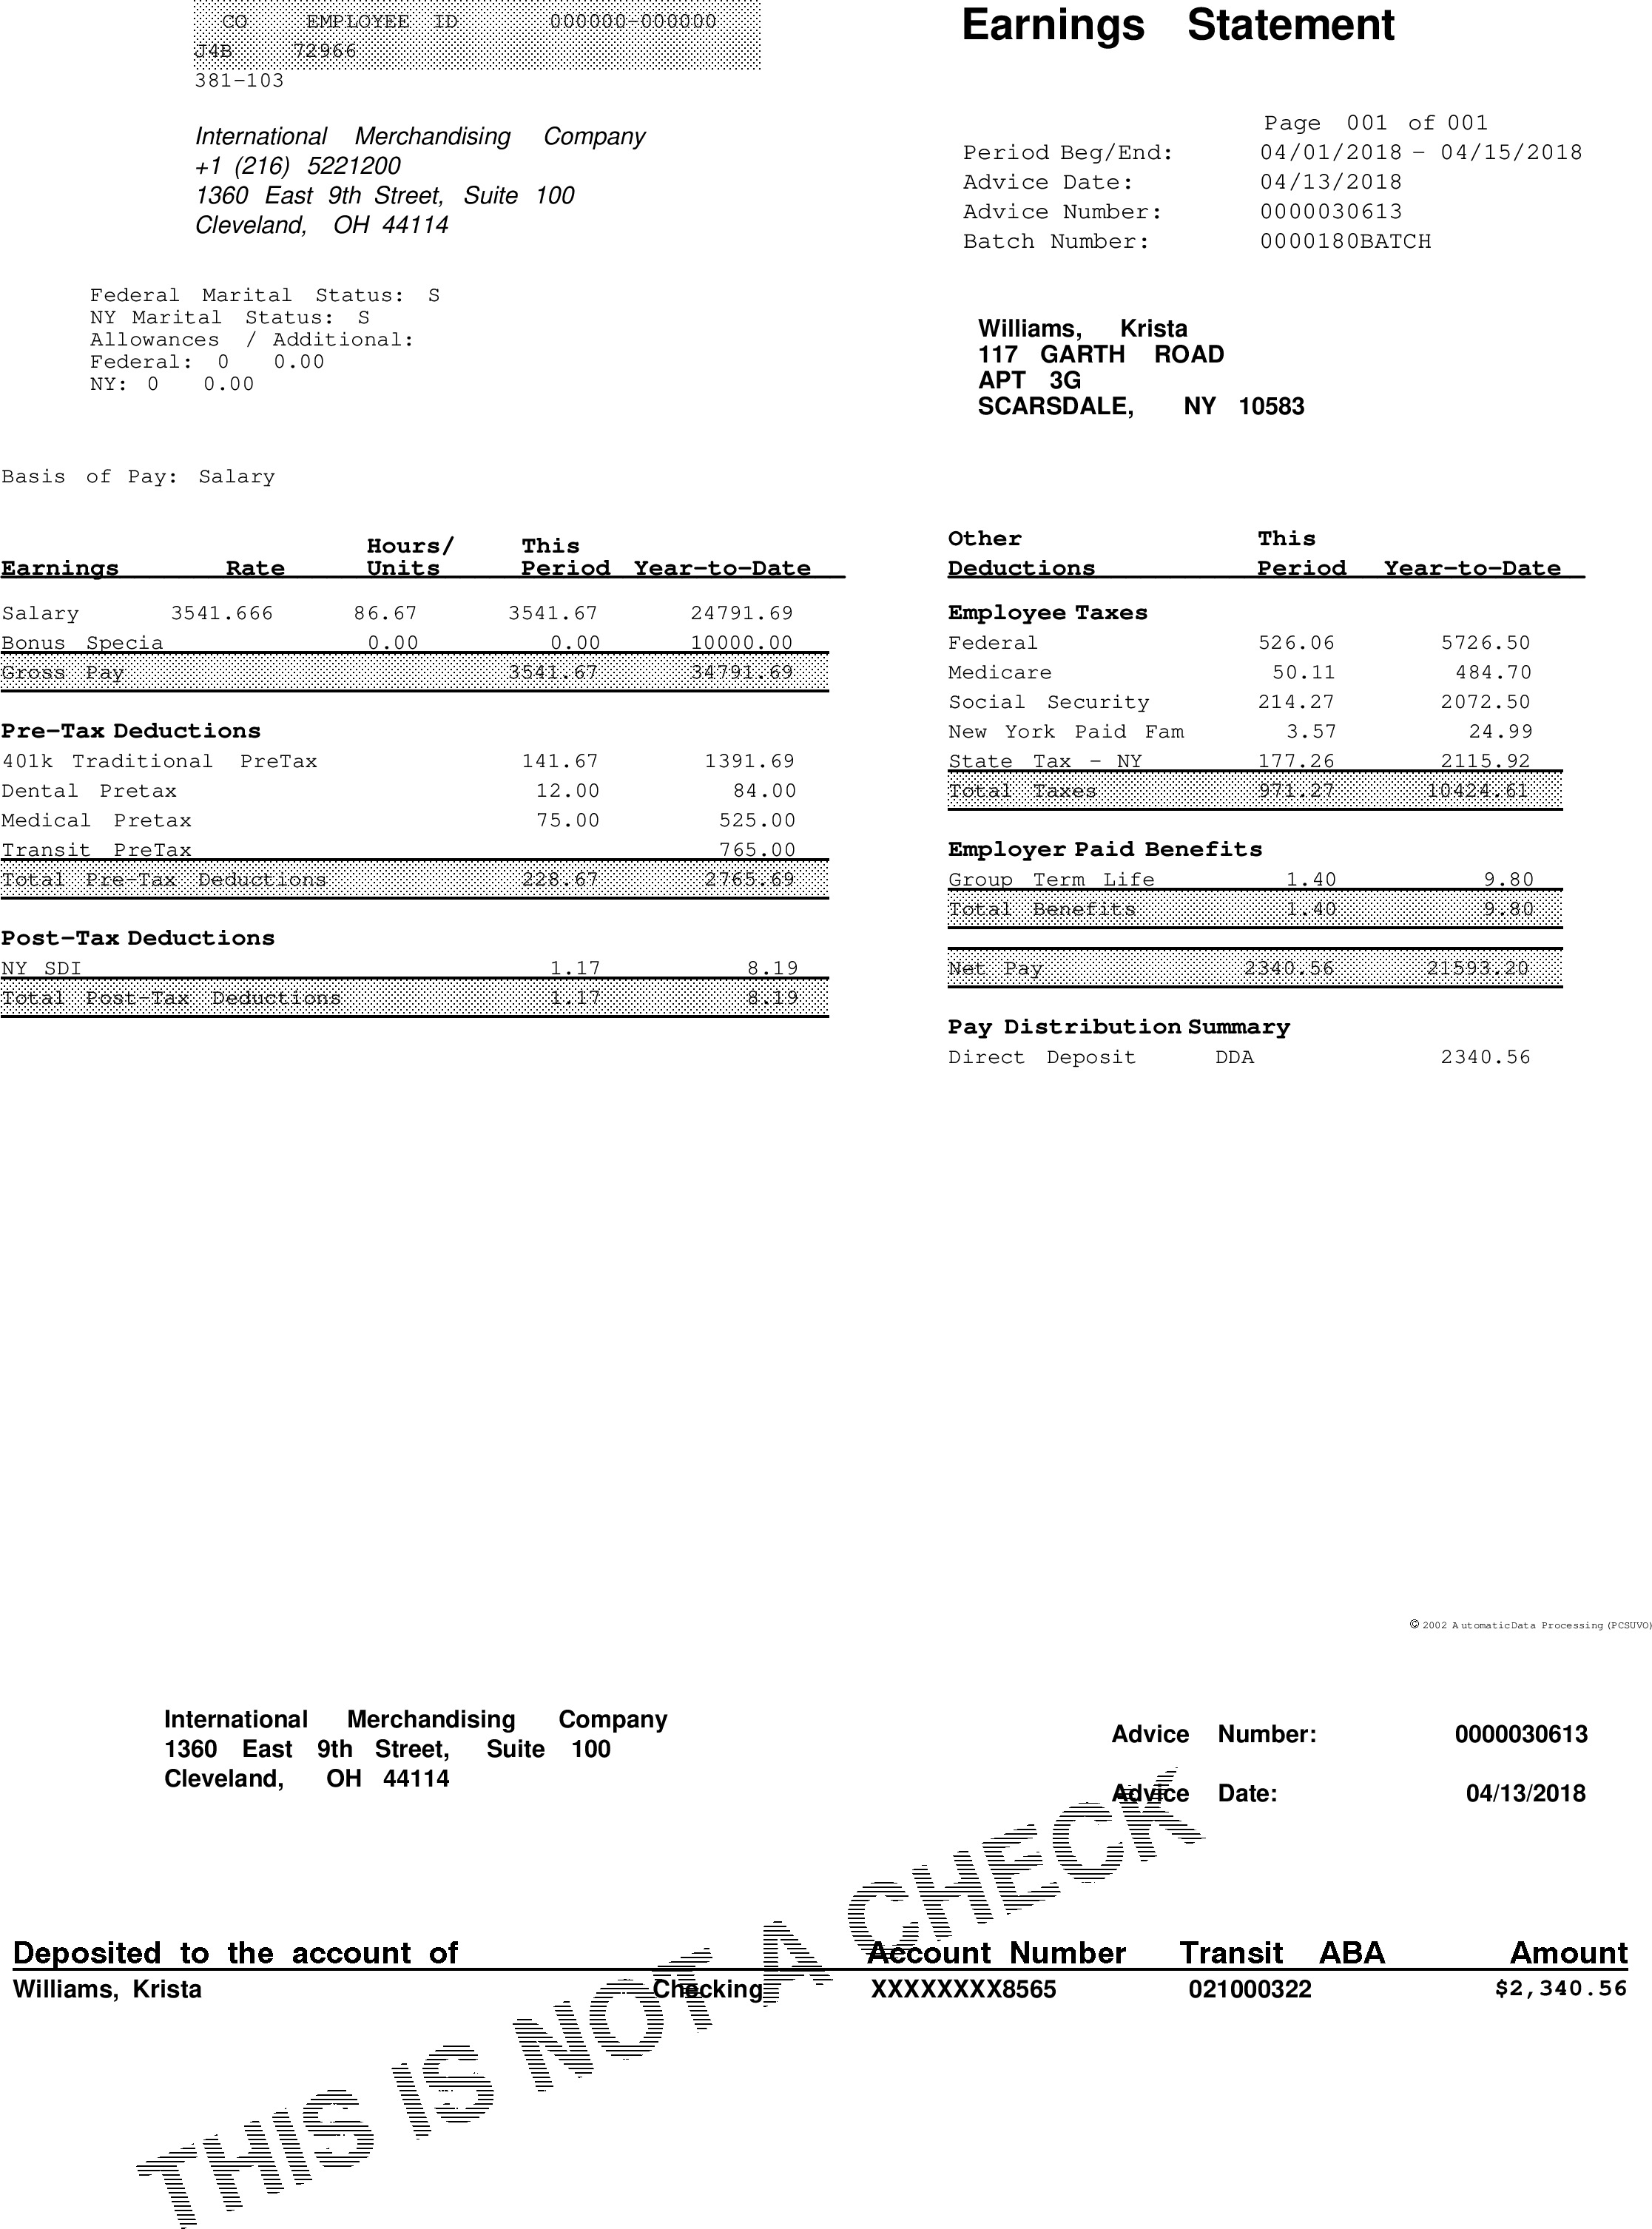 CO EMPLOYEE ID 000000-000000
J4B 72966
381-103
International Merchandising Company
+1 (216) 5221200
1360 East 9th Street, Suite 100
Cleveland, OH 44114
Earnings Statement
Page 001 of 001
Period Beg/End: 04/01/2018 - 04/15/2018
Advice Date: 04/13/2018
Advice Number: 0000030613
Batch Number: 0000180BATCH
Federal Marital Status: S
NY Marital Status: S
Allowances / Additional:
Federal: 0 0.00
NY: 0 0.00
Williams, Krista
117 GARTH ROAD
APT 3G
SCARSDALE, NY 10583
Basis of Pay: Salary
Hours/ This
Earnings Rate Units Period Year-to-Date
Salary 3541.666 86.67 3541.67 24791.69
Bonus Specia 0.00 0.00 10000.00
Gross Pay 3541.67 34791.69
Pre-Tax Deductions
401k Traditional PreTax 141.67 1391.69
Dental Pretax 12.00 84.00
Medical Pretax 75.00 525.00
Transit PreTax 765.00
Total Pre-Tax Deductions 228.67 2765.69
Post-Tax Deductions
NY SDI 1.17 8.19
Total Post-Tax Deductions 1.17 8.19
Other This
Deductions Period Year-to-Date
Employee Taxes
Federal 526.06 5726.50
Medicare 50.11 484.70
Social Security 214.27 2072.50
New York Paid Fam 3.57 24.99
State Tax - NY 177.26 2115.92
Total Taxes 971.27 10424.61
Employer Paid Benefits
Group Term Life 1.40 9.80
Total Benefits 1.40 9.80
Net Pay 2340.56 21593.20
Pay Distribution Summary
Direct Deposit DDA 2340.56
© 2002 Automatic Data Processing (PCSUVO)
International Merchandising Company
1360 East 9th Street, Suite 100
Cleveland, OH 44114
Advice Number: 0000030613
Advice Date: 04/13/2018
Deposited to the account of Account Number Transit ABA Amount
Williams, Krista Checking XXXXXXXX8565 021000322 $2,340.56
THIS IS NOT A CHECK